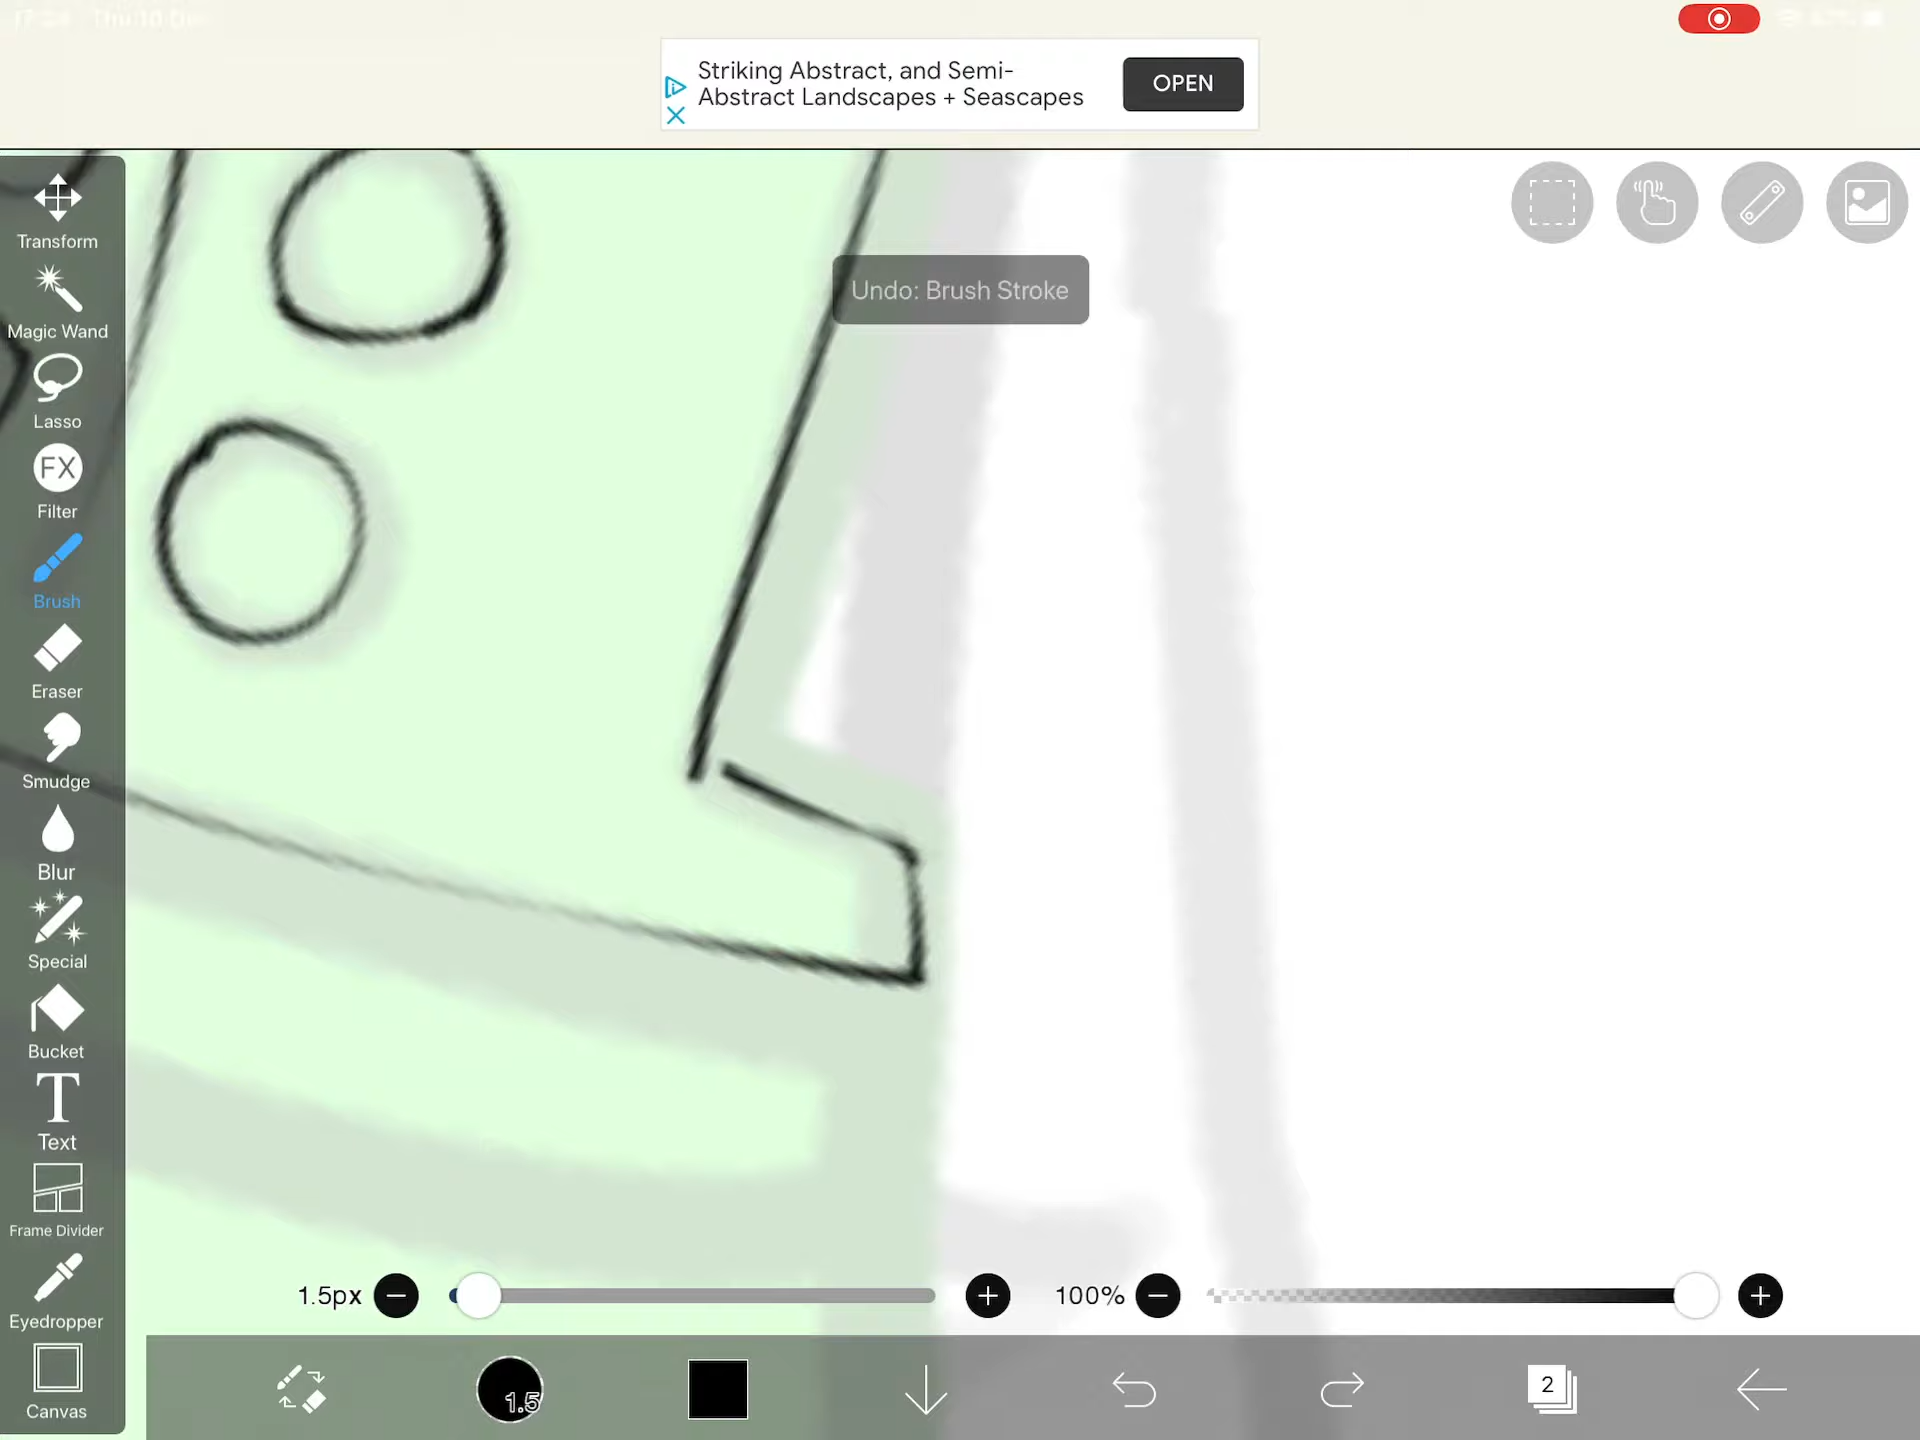 Striking Abstract, and Semi-
Abstract Landscapes + Seascapes
OPEN
Undo: Brush Stroke
Transform
Magic Wand
Lasso
FX
Filter
Brush
Eraser
Smudge
Blur
Special
Bucket
T
Text
Frame Divider
Eyedropper
Canvas
1.5px
100%
1.5
2